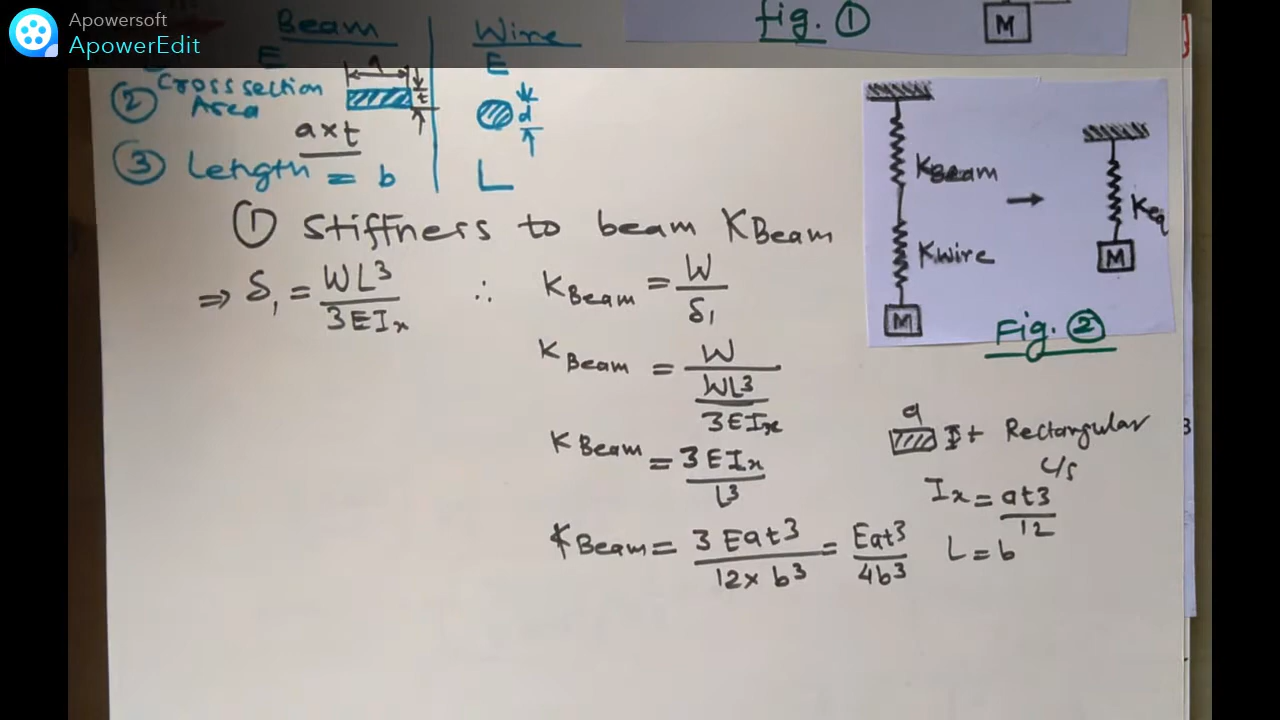 Apowersoft
ApowerEdit
Beam Wire
fig. ①
M
E E
② Cross section Area
a
t
d
a×t
③ Length = b L
① Stiffness to beam KBeam
⇒ δ₁ = WL³/3EIx ∴ KBeam = W/δ₁
KBeam = W/(WL³/3EIx)
KBeam = 3EIx/L³
KBeam = 3Eat³/12×b³ = Eat³/4b³
KBeam → Keq
Kwire M
M
Fig. ②
a t Rectangular c/s
Ix = at3/12
L = b